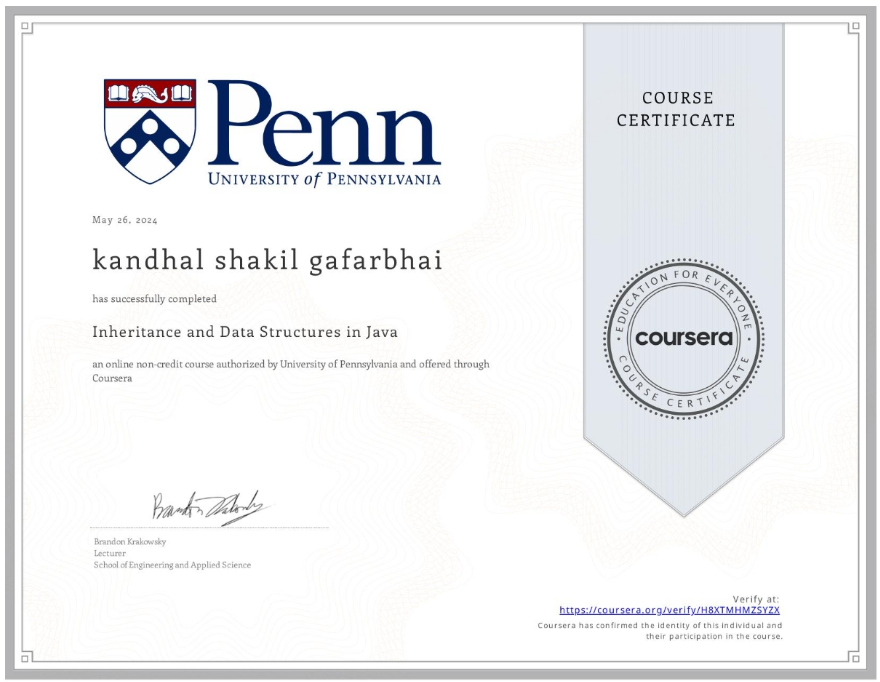 Penn
UNIVERSITY of PENNSYLVANIA
COURSE
CERTIFICATE
May 26, 2024
kandhal shakil gafarbhai
has successfully completed
Inheritance and Data Structures in Java
an online non-credit course authorized by University of Pennsylvania and offered through
Coursera
EDUCATION FOR EVERYONE
coursera
COURSE CERTIFICATE
Brandon Krakowsky
Lecturer
School of Engineering and Applied Science
Verify at:
https://coursera.org/verify/H8XTMHMZSYZX
Coursera has confirmed the identity of this individual and
their participation in the course.